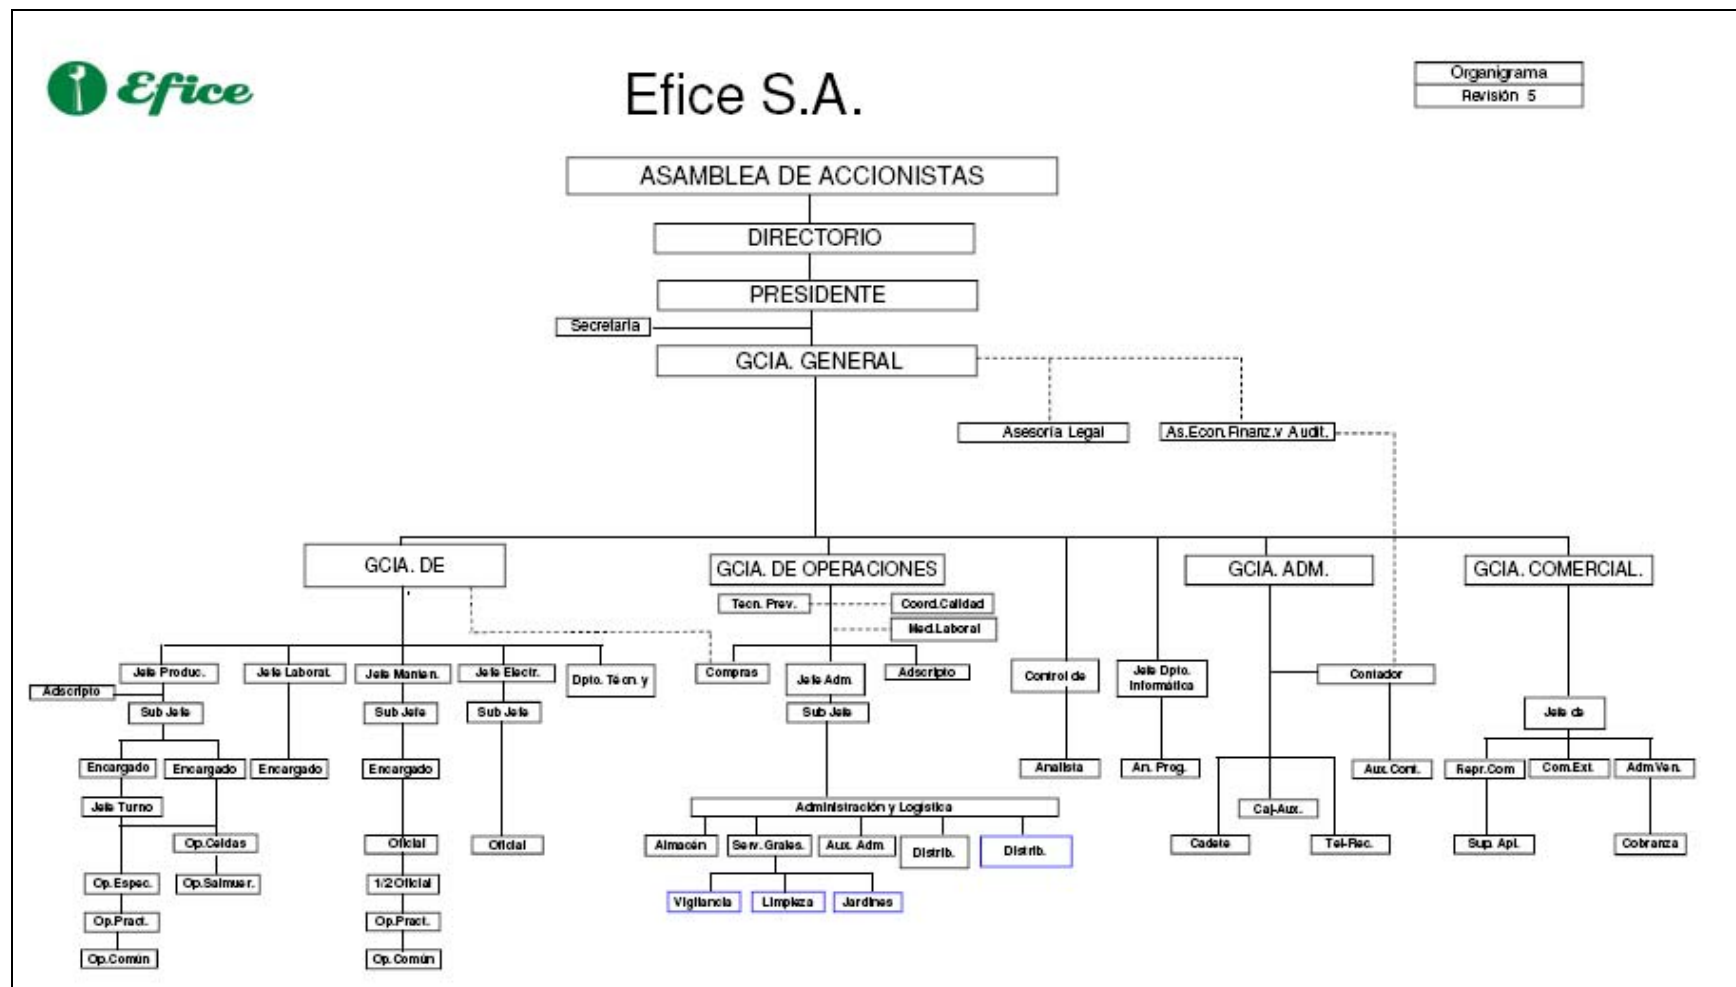 Efice
Efice S.A.
Organigrama
Revisión 5
ASAMBLEA DE ACCIONISTAS
DIRECTORIO
PRESIDENTE
Secretaria
GCIA. GENERAL
Asesoría Legal
As.Econ.Finanz.y Audit.
GCIA. DE
GCIA. DE OPERACIONES
GCIA. ADM.
GCIA. COMERCIAL.
Tecn. Prev.
Coord.Calidad
Med.Laboral
Jefe Produc.
Jefe Laborat.
Jefe Manten.
Jefe Electr.
Dpto. Tecn. y
Compras
Jefe Adm.
Adscripto
Control de
Jefe Dpto.
Informática
Contador
Adscripto
Sub Jefe
Sub Jefe
Sub Jefe
Sub Jefe
Jefe de
Encargado
Encargado
Encargado
Encargado
Analista
An. Prog.
Aux. Cont.
Repr.Com
Com.Ext.
Adm.Ven.
Jefe Turno
Administración y Logística
Caj-Aux.
Op.Celdas
Oficial
Oficial
Almacén
Serv. Grales.
Aux. Adm.
Distrib.
Distrib.
Cadete
Tel-Rec.
Sup. Apl.
Cobranza
Op.Espec.
Op.Salmuer.
1/2 Oficial
Vigilancia
Limpieza
Jardines
Op.Pract.
Op.Pract.
Op.Común
Op.Común